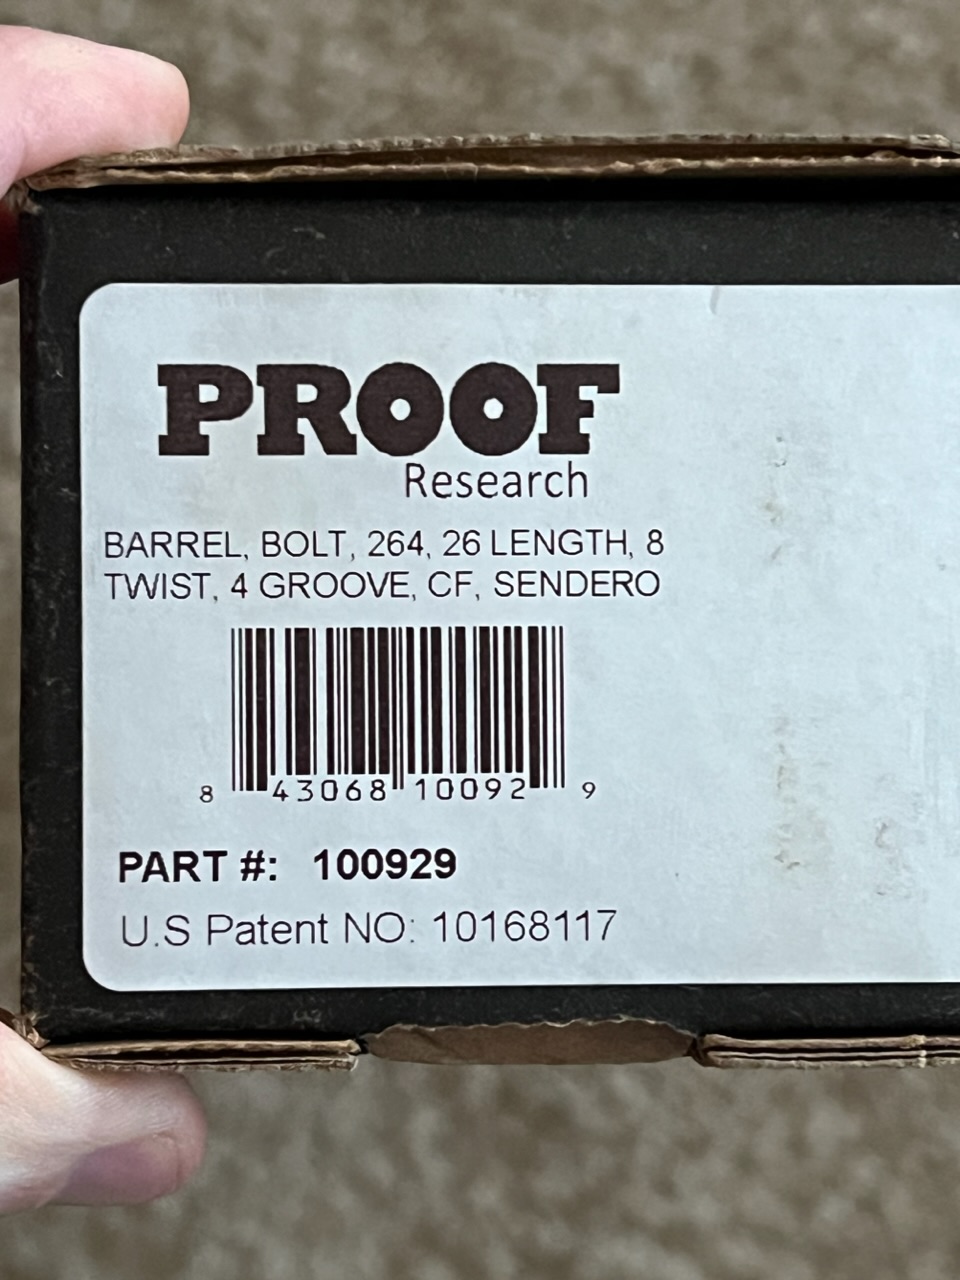 PROOF
Research
BARREL, BOLT, 264, 26 LENGTH, 8
TWIST, 4 GROOVE, CF, SENDERO
8 43068 10092 9
PART #: 100929
U.S Patent NO: 10168117